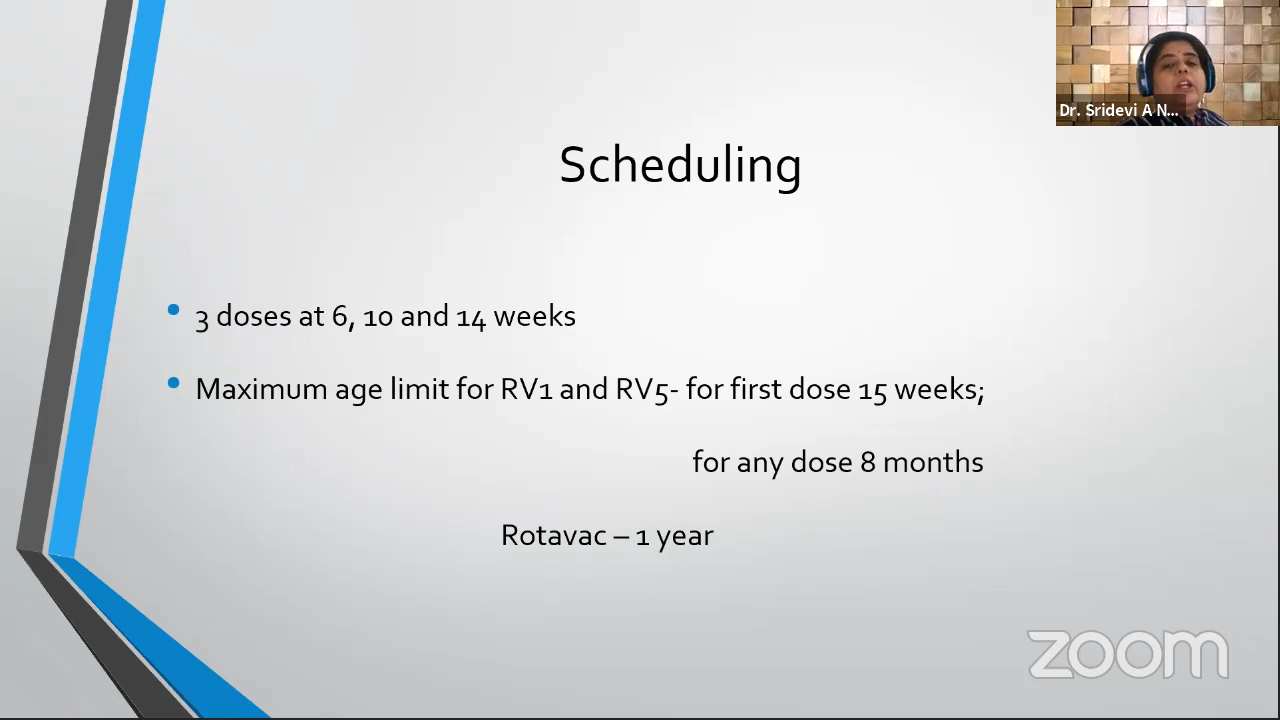 Dr. Sridevi A N...
Scheduling
3 doses at 6, 10 and 14 weeks
Maximum age limit for RV1 and RV5- for first dose 15 weeks;
for any dose 8 months
Rotavac – 1 year
zoom